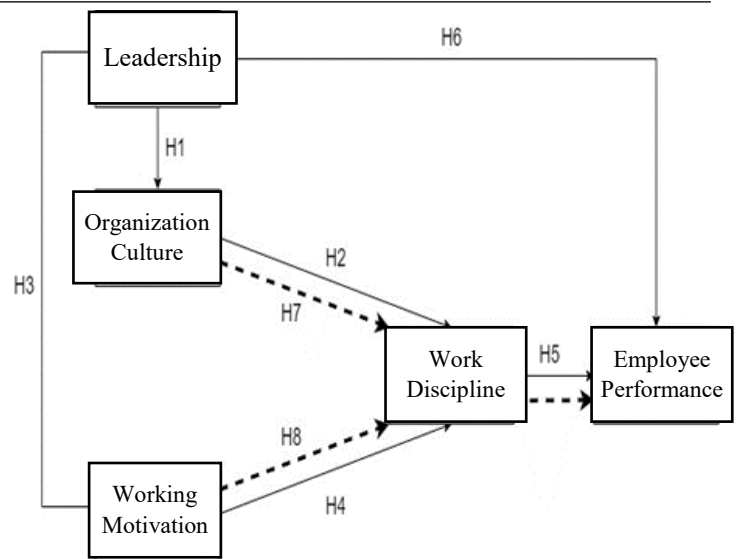 Leadership
H6
H1
Organization
Culture
H2
H3
H7
Work
Discipline
H5
Employee
Performance
H8
Working
Motivation
H4